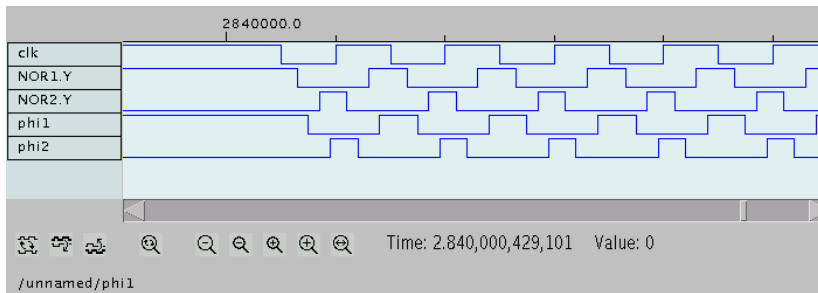 2840000.0
clk
NOR1.Y
NOR2.Y
phi1
phi2
Time: 2.840,000,429,101 Value: 0
/unnamed/phi1